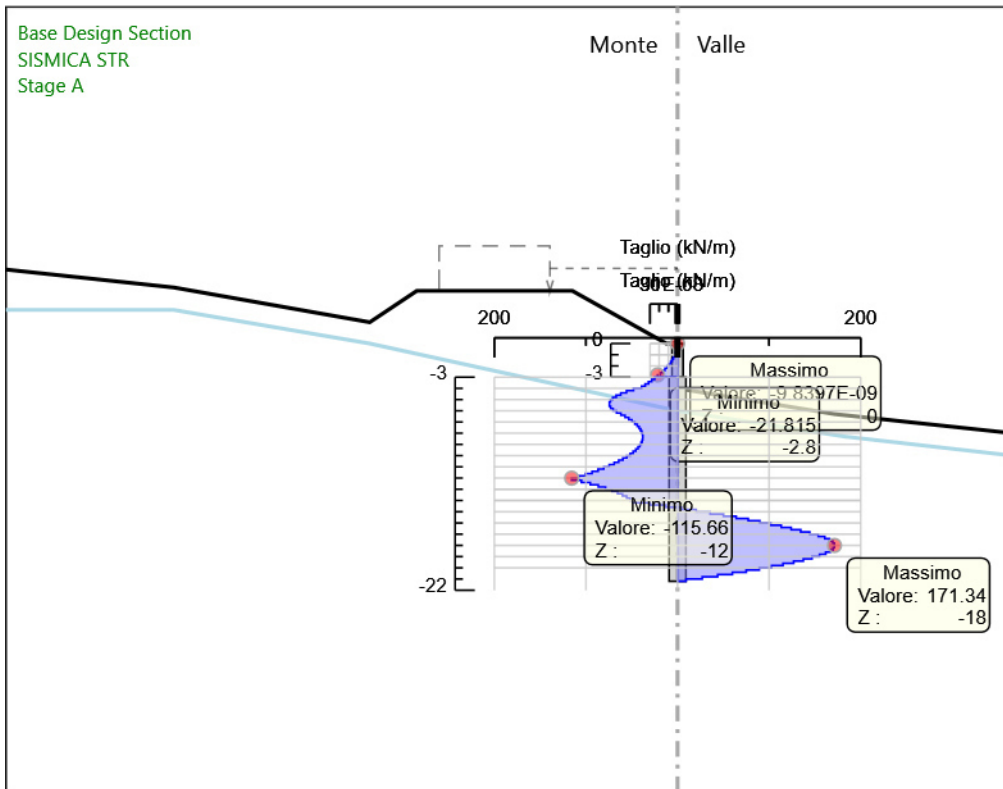 Base Design Section
SISMICA STR
Stage A
Monte
Valle
Taglio (kN/m)
Taglio (kN/m)
200
200
0
-3
-3
-22
Massimo
Valore: -9.8397E-09
Z : 0
Minimo
Valore: -21.815
Z : -2.8
Minimo
Valore: -115.66
Z : -12
Massimo
Valore: 171.34
Z : -18